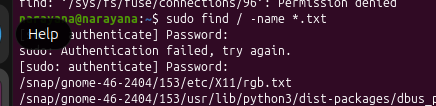 find: '/sys/fs/fuse/connections/96': Permission denied
narayana@narayana:~$ sudo find / -name *.txt
Help
[sudo: authenticate] Password:
sudo: Authentication failed, try again.
[sudo: authenticate] Password:
/snap/gnome-46-2404/153/etc/X11/rgb.txt
/snap/gnome-46-2404/153/usr/lib/python3/dist-packages/dbus_p